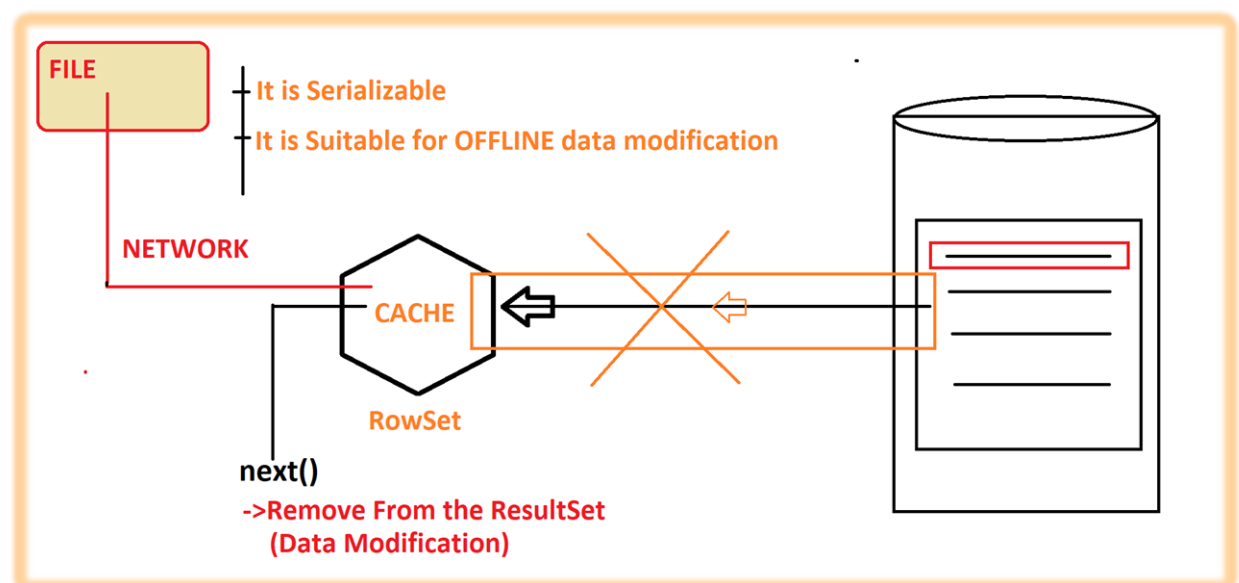 FILE
It is Serializable
It is Suitable for OFFLINE data modification
NETWORK
CACHE
RowSet
next()
->Remove From the ResultSet
(Data Modification)